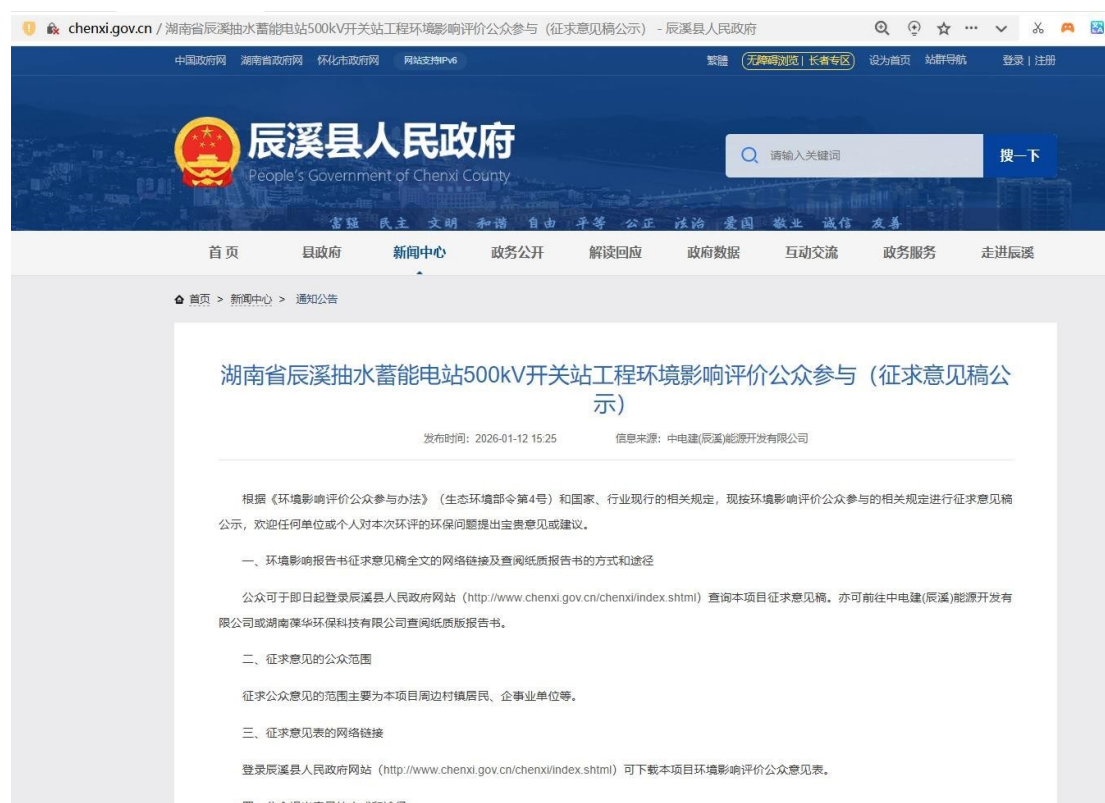 chenxi.gov.cn / 湖南省辰溪抽水蓄能电站500kV开关站工程环境影响评价公众参与（征求意见稿公示） - 辰溪县人民政府
中国政府网 湖南省政府网 怀化市政府网 网站支持IPv6 繁體 无障碍浏览 | 长者专区 设为首页 站群导航 登录 | 注册
辰溪县人民政府
People's Government of Chenxi County
请输入关键词 搜一下
富强 民主 文明 和谐 自由 平等 公正 法治 爱国 敬业 诚信 友善
首页 县政府 新闻中心 政务公开 解读回应 政府数据 互动交流 政务服务 走进辰溪
首页 > 新闻中心 > 通知公告
湖南省辰溪抽水蓄能电站500kV开关站工程环境影响评价公众参与（征求意见稿公
示）
发布时间：2026-01-12 15:25 信息来源：中电建(辰溪)能源开发有限公司
根据《环境影响评价公众参与办法》（生态环境部令第4号）和国家、行业现行的相关规定，现按环境影响评价公众参与的相关规定进行征求意见稿
公示，欢迎任何单位或个人对本次环评的环保问题提出宝贵意见或建议。
一、环境影响报告书征求意见稿全文的网络链接及查阅纸质报告书的方式和途径
公众可于即日起登录辰溪县人民政府网站（http://www.chenxi.gov.cn/chenxi/index.shtml）查询本项目征求意见稿。亦可前往中电建(辰溪)能源开发有
限公司或湖南葆华环保科技有限公司查阅纸质版报告书。
二、征求意见的公众范围
征求公众意见的范围主要为本项目周边村镇居民、企事业单位等。
三、征求意见表的网络链接
登录辰溪县人民政府网站（http://www.chenxi.gov.cn/chenxi/index.shtml）可下载本项目环境影响评价公众意见表。